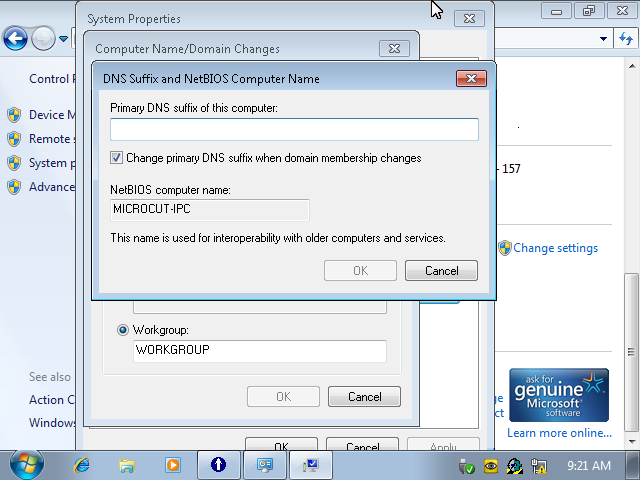 System Properties
Computer Name/Domain Changes
DNS Suffix and NetBIOS Computer Name
Primary DNS suffix of this computer:
Change primary DNS suffix when domain membership changes
NetBIOS computer name:
MICROCUT-IPC
This name is used for interoperability with older computers and services.
OK
Cancel
Workgroup:
WORKGROUP
OK
Cancel
OK
Cancel
Apply
Control P
Device M
Remote s
System p
Advance
See also
Action C
Windows
- 157
Change settings
ask for
genuine
Microsoft
software
Learn more online...
9:21 AM